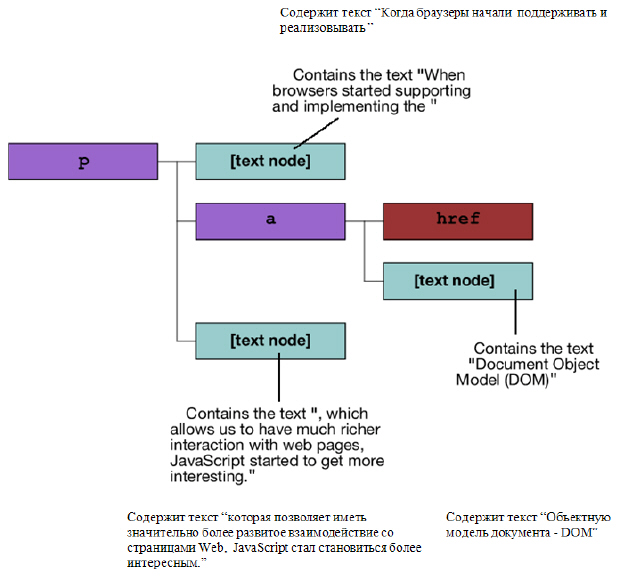 Содержит текст “Когда браузеры начали поддерживать и
реализовывать”
Contains the text "When
browsers started supporting
and implementing the "
p
[text node]
a
href
[text node]
[text node]
Contains the text
"Document Object
Model (DOM)"
Contains the text ", which
allows us to have much richer
interaction with web pages,
JavaScript started to get more
interesting."
Содержит текст “которая позволяет иметь
значительно более развитое взаимодействие со
страницами Web, JavaScript стал становиться более
интересным.”
Содержит текст “Объектную
модель документа - DOM”